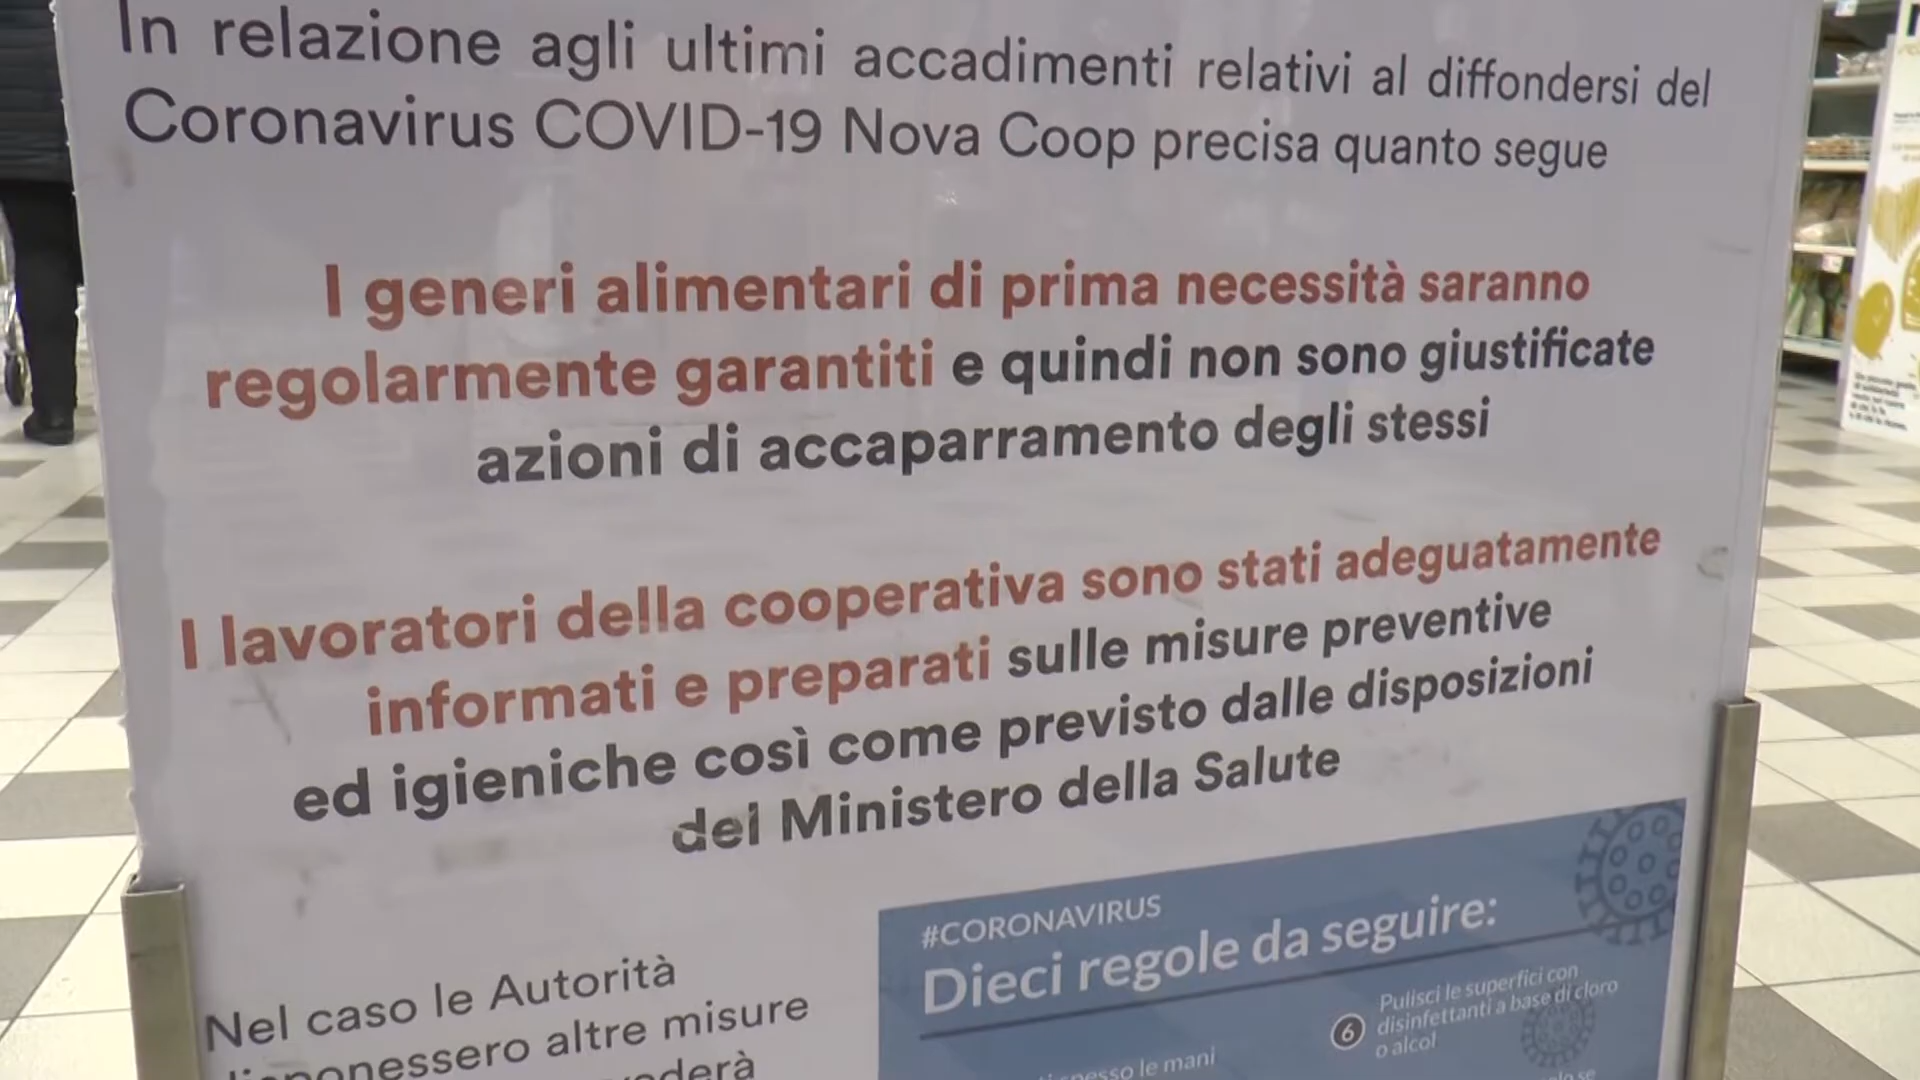 In relazione agli ultimi accadimenti relativi al diffondersi del
Coronavirus COVID-19 Nova Coop precisa quanto segue
I generi alimentari di prima necessità saranno
regolarmente garantiti e quindi non sono giustificate
azioni di accaparramento degli stessi
I lavoratori della cooperativa sono stati adeguatamente
informati e preparati sulle misure preventive
ed igieniche così come previsto dalle disposizioni
del Ministero della Salute
Nel caso le Autorità
altre misure
#CORONAVIRUS
Dieci regole da seguire:
le mani
6 Pulisci le superfici con
disinfettanti a base di cloro
o alcol